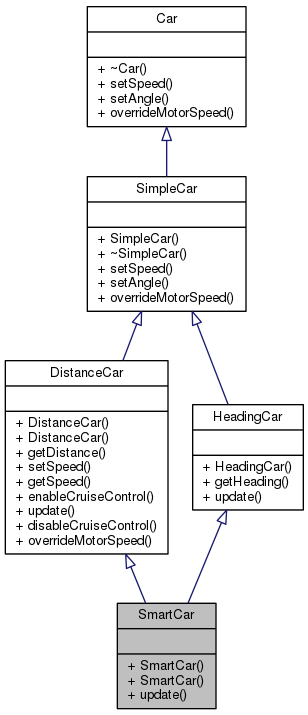 Car
+ ~Car()
+ setSpeed()
+ setAngle()
+ overrideMotorSpeed()
SimpleCar
+ SimpleCar()
+ ~SimpleCar()
+ setSpeed()
+ setAngle()
+ overrideMotorSpeed()
DistanceCar
+ DistanceCar()
+ DistanceCar()
+ getDistance()
+ setSpeed()
+ getSpeed()
+ enableCruiseControl()
+ update()
+ disableCruiseControl()
+ overrideMotorSpeed()
HeadingCar
+ HeadingCar()
+ getHeading()
+ update()
SmartCar
+ SmartCar()
+ SmartCar()
+ update()